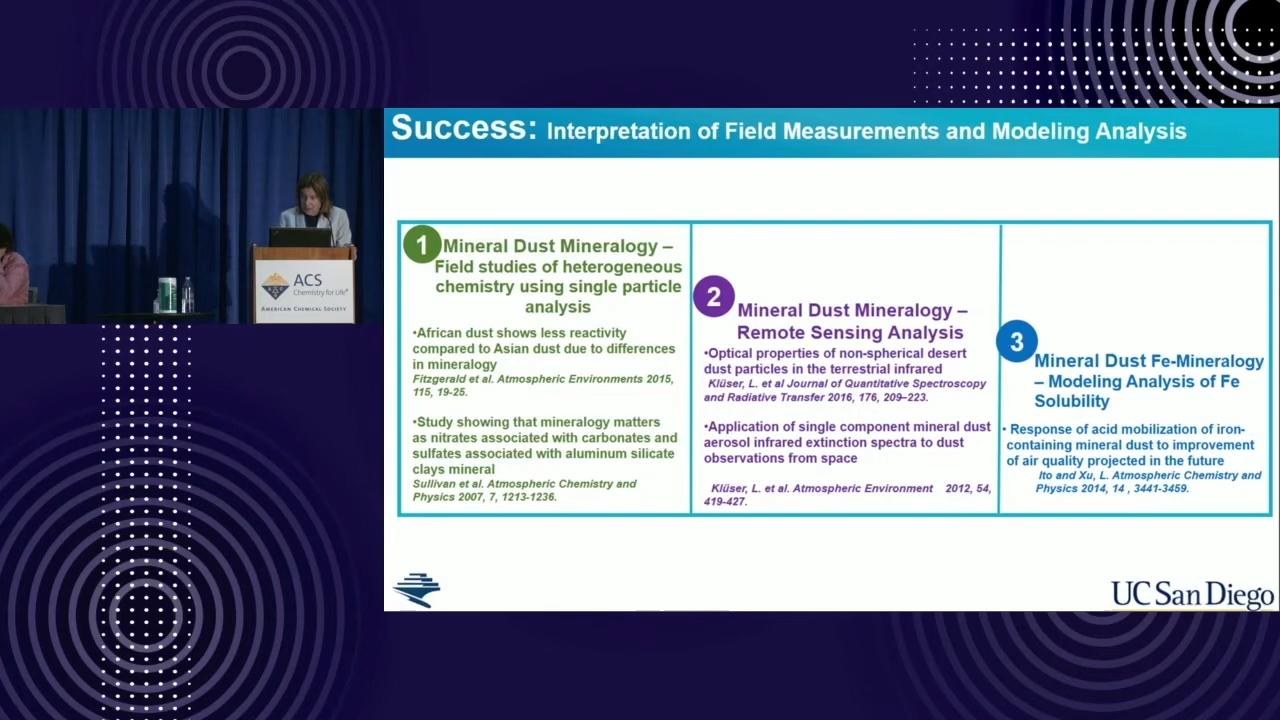 Success: Interpretation of Field Measurements and Modeling Analysis
1
Mineral Dust Mineralogy –
Field studies of heterogeneous
chemistry using single particle
analysis
•African dust shows less reactivity
compared to Asian dust due to differences
in mineralogy
Fitzgerald et al. Atmospheric Environments 2015,
115, 19-25.
•Study showing that mineralogy matters
as nitrates associated with carbonates and
sulfates associated with aluminum silicate
clays mineral
Sullivan et al. Atmospheric Chemistry and
Physics 2007, 7, 1213-1236.
2
Mineral Dust Mineralogy –
Remote Sensing Analysis
•Optical properties of non-spherical desert
dust particles in the terrestrial infrared
Klüser, L. et al Journal of Quantitative Spectroscopy
and Radiative Transfer 2016, 176, 209–223.
•Application of single component mineral dust
aerosol infrared extinction spectra to dust
observations from space
Klüser, L. et al. Atmospheric Environment 2012, 54,
419-427.
3
Mineral Dust Fe-Mineralogy
– Modeling Analysis of Fe
Solubility
• Response of acid mobilization of iron-
containing mineral dust to improvement
of air quality projected in the future
Ito and Xu, L. Atmospheric Chemistry and
Physics 2014, 14 , 3441-3459.
UC San Diego
ACS
Chemistry for Life®
AMERICAN CHEMICAL SOCIETY